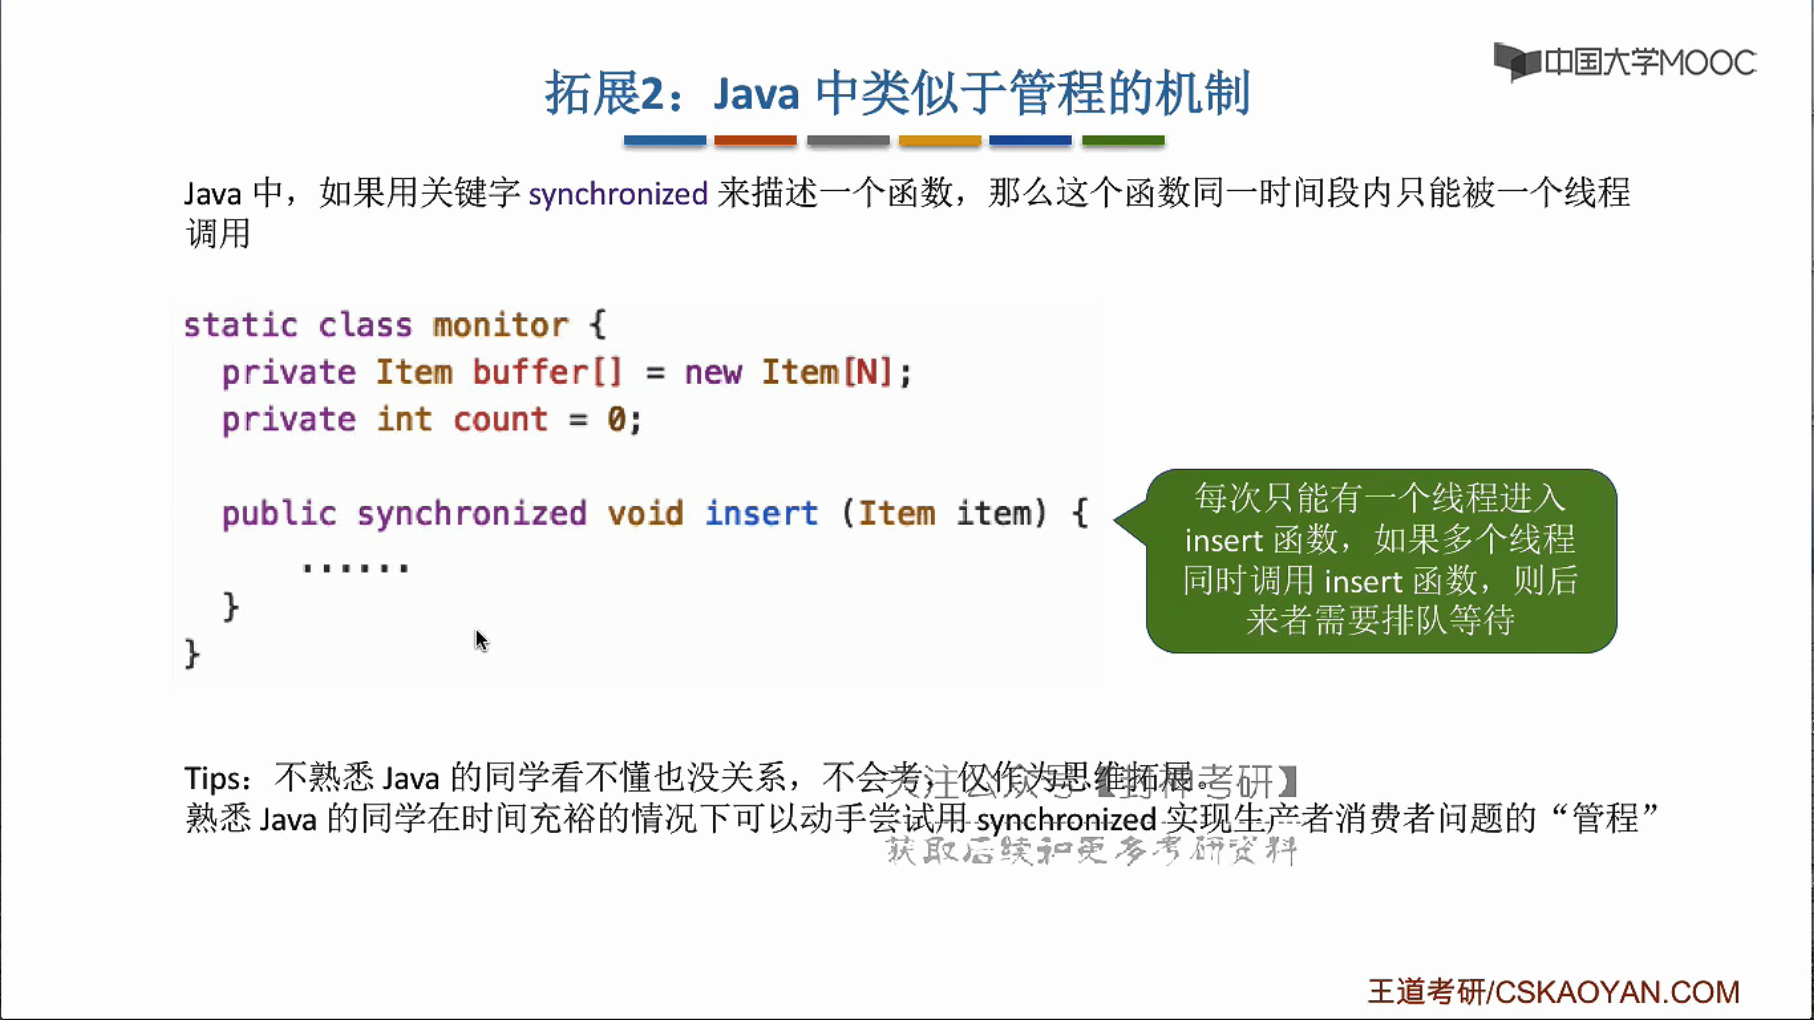 中国大学MOOC
拓展2：Java 中类似于管程的机制
Java 中，如果用关键字 synchronized 来描述一个函数，那么这个函数同一时间段内只能被一个线程
调用
static class monitor {
private Item buffer[] = new Item[N];
private int count = 0;
public synchronized void insert (Item item) {
......
}
}
每次只能有一个线程进入
insert 函数，如果多个线程
同时调用 insert 函数，则后
来者需要排队等待
Tips：不熟悉 Java 的同学看不懂也没关系，不会考，仅作为思维拓展。
关注公众号【封神考研】
熟悉 Java 的同学在时间充裕的情况下可以动手尝试用 synchronized 实现生产者消费者问题的“管程”
获取后续和更多考研资料
王道考研/CSKAOYAN.COM